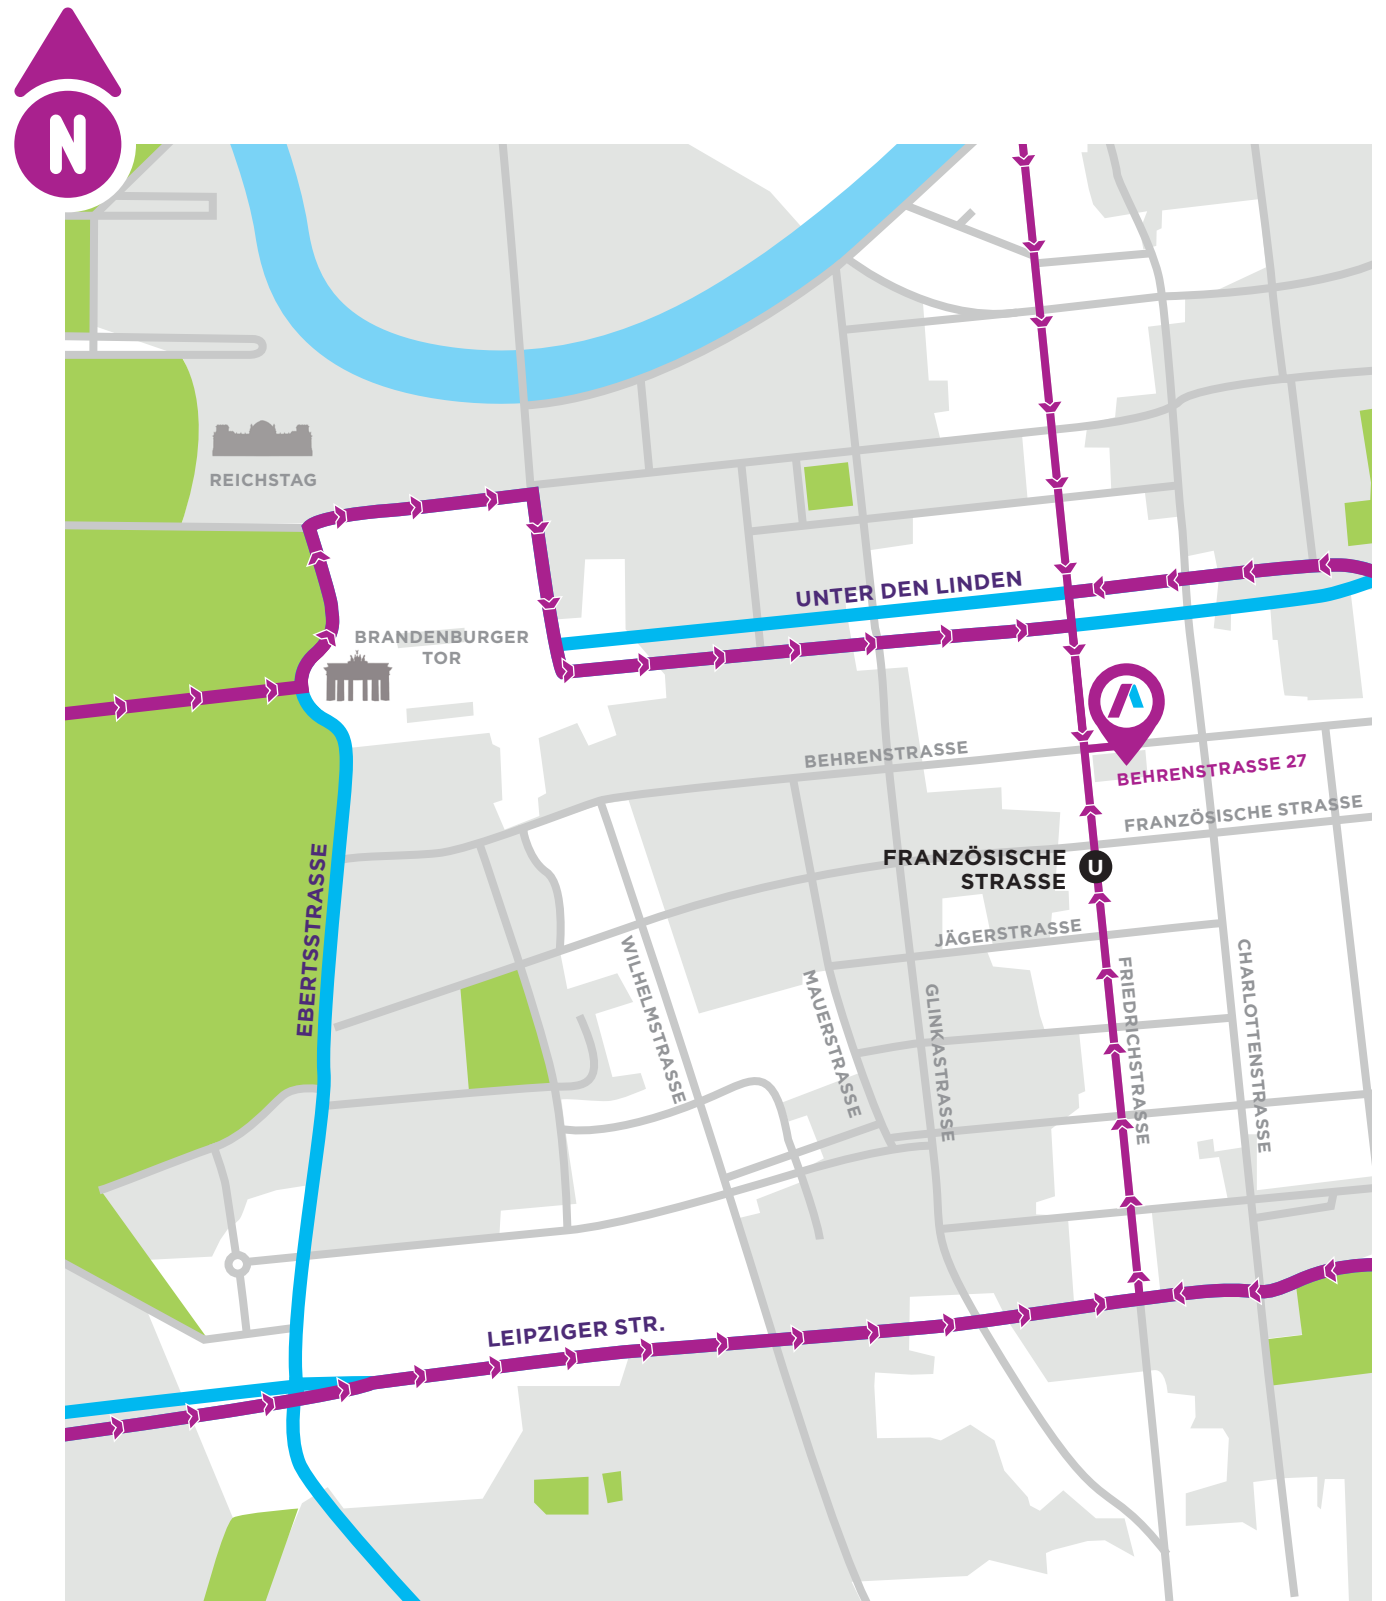 N
REICHSTAG
UNTER DEN LINDEN
BRANDENBURGER
TOR
BEHRENSTRASSE
BEHRENSTRASSE 27
FRANZÖSISCHE STRASSE
FRANZÖSISCHE
STRASSE
U
EBERTSSTRASSE
JÄGERSTRASSE
WILHELMSTRASSE
MAUERSTRASSE
GLINKASTRASSE
FRIEDRICHSTRASSE
CHARLOTTENSTRASSE
LEIPZIGER STR.